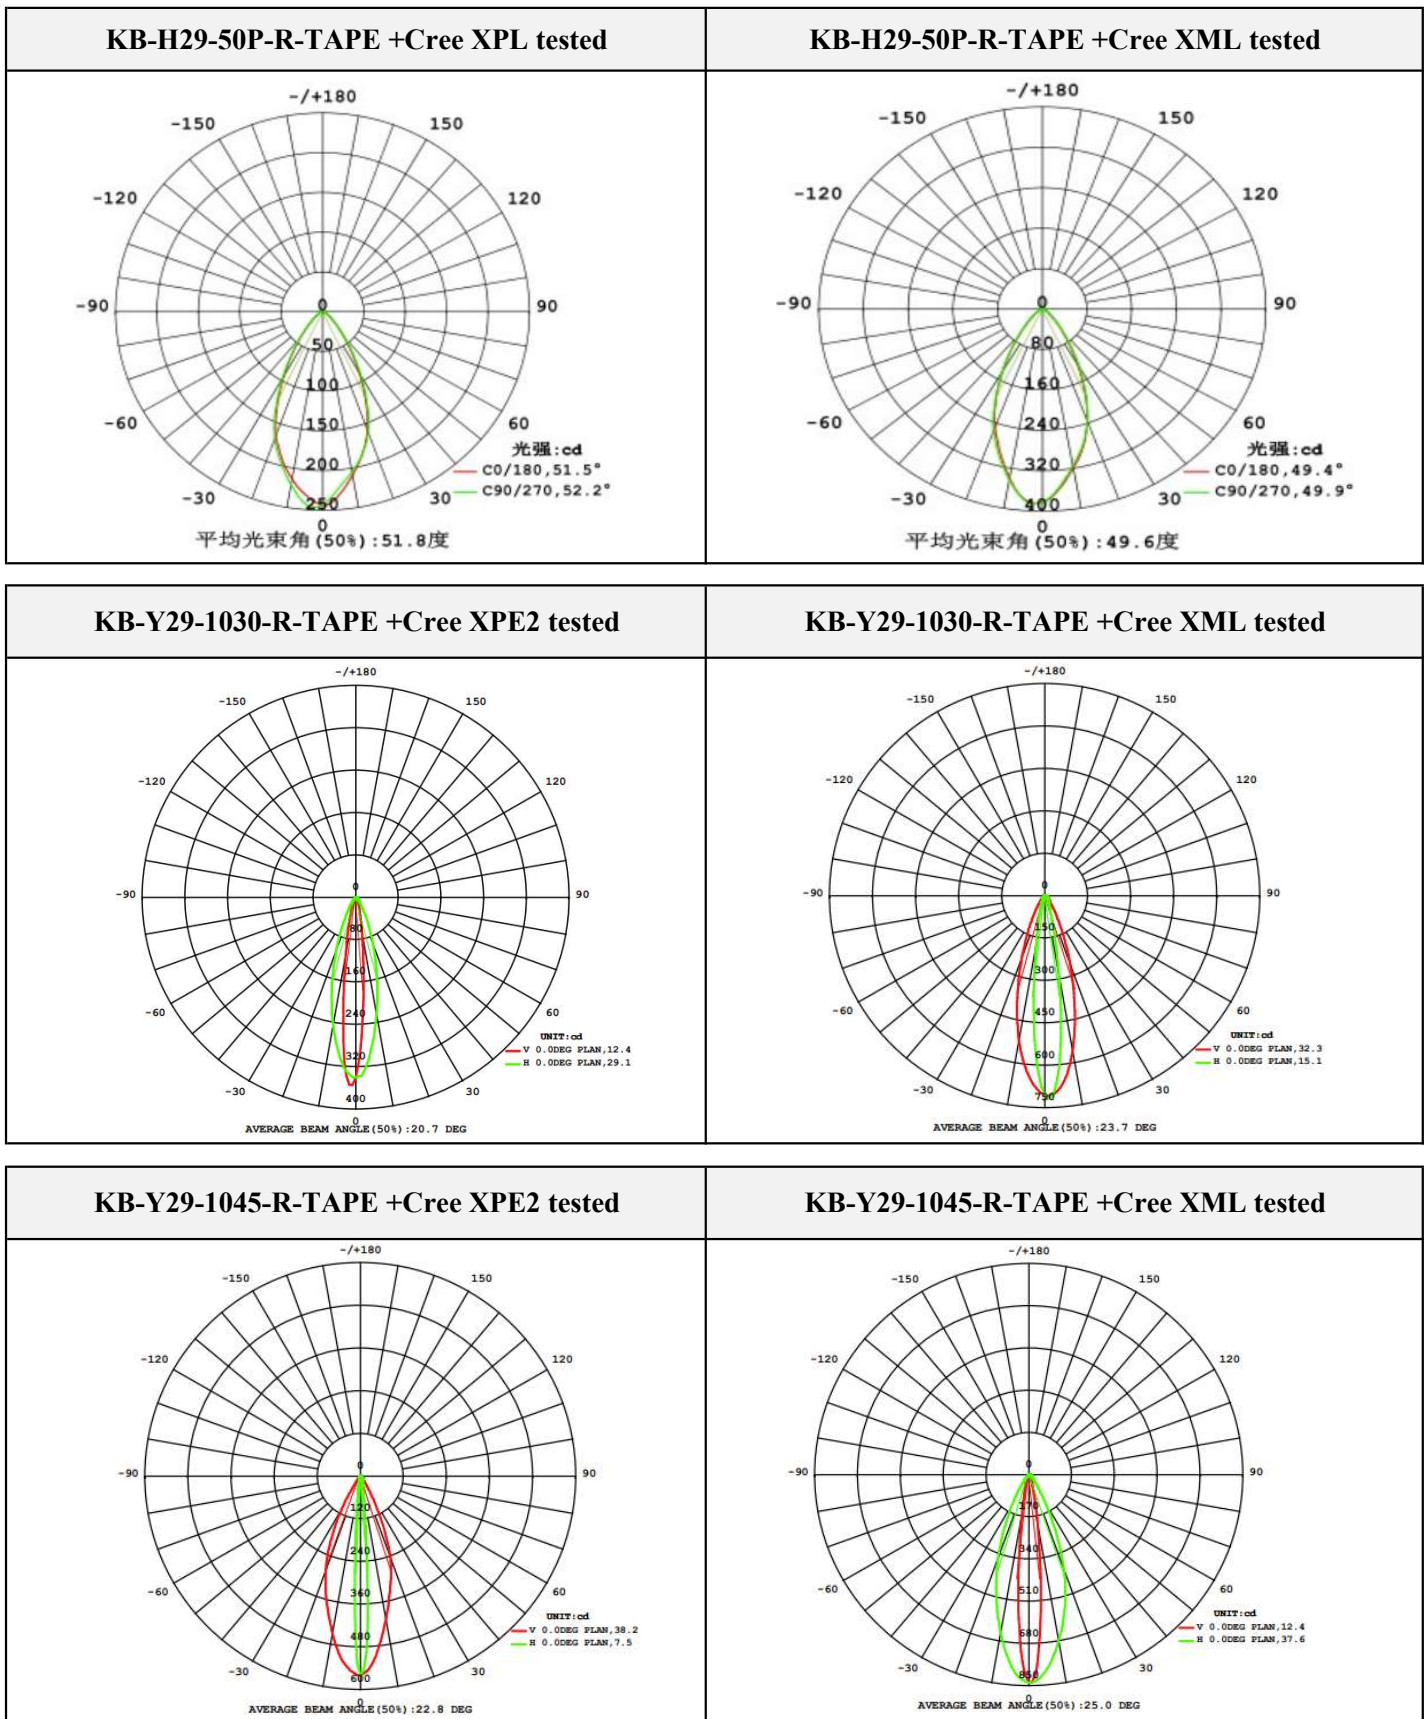 KB-H29-50P-R-TAPE +Cree XPL tested
KB-H29-50P-R-TAPE +Cree XML tested
-/+180
-150 150
-120 120
-90 90
-60 60
-30 30
0
50
100
150
200
250
0
光强:cd
C0/180,51.5°
C90/270,52.2°
平均光束角(50%):51.8度
-/+180
-150 150
-120 120
-90 90
-60 60
-30 30
0
80
160
240
320
400
0
光强:cd
C0/180,49.4°
C90/270,49.9°
平均光束角(50%):49.6度
KB-Y29-1030-R-TAPE +Cree XPE2 tested
KB-Y29-1030-R-TAPE +Cree XML tested
-/+180
-150 150
-120 120
-90 90
-60 60
-30 30
0
80
160
240
320
400
0
UNIT:cd
V 0.0DEG PLAN,12.4
H 0.0DEG PLAN,29.1
AVERAGE BEAM ANGLE(50%):20.7 DEG
-/+180
-150 150
-120 120
-90 90
-60 60
-30 30
0
150
300
450
600
750
0
UNIT:cd
V 0.0DEG PLAN,32.3
H 0.0DEG PLAN,15.1
AVERAGE BEAM ANGLE(50%):23.7 DEG
KB-Y29-1045-R-TAPE +Cree XPE2 tested
KB-Y29-1045-R-TAPE +Cree XML tested
-/+180
-150 150
-120 120
-90 90
-60 60
-30 30
0
120
240
360
480
600
0
UNIT:cd
V 0.0DEG PLAN,38.2
H 0.0DEG PLAN,7.5
AVERAGE BEAM ANGLE(50%):22.8 DEG
-/+180
-150 150
-120 120
-90 90
-60 60
-30 30
0
170
340
510
680
850
0
UNIT:cd
V 0.0DEG PLAN,12.4
H 0.0DEG PLAN,37.6
AVERAGE BEAM ANGLE(50%):25.0 DEG